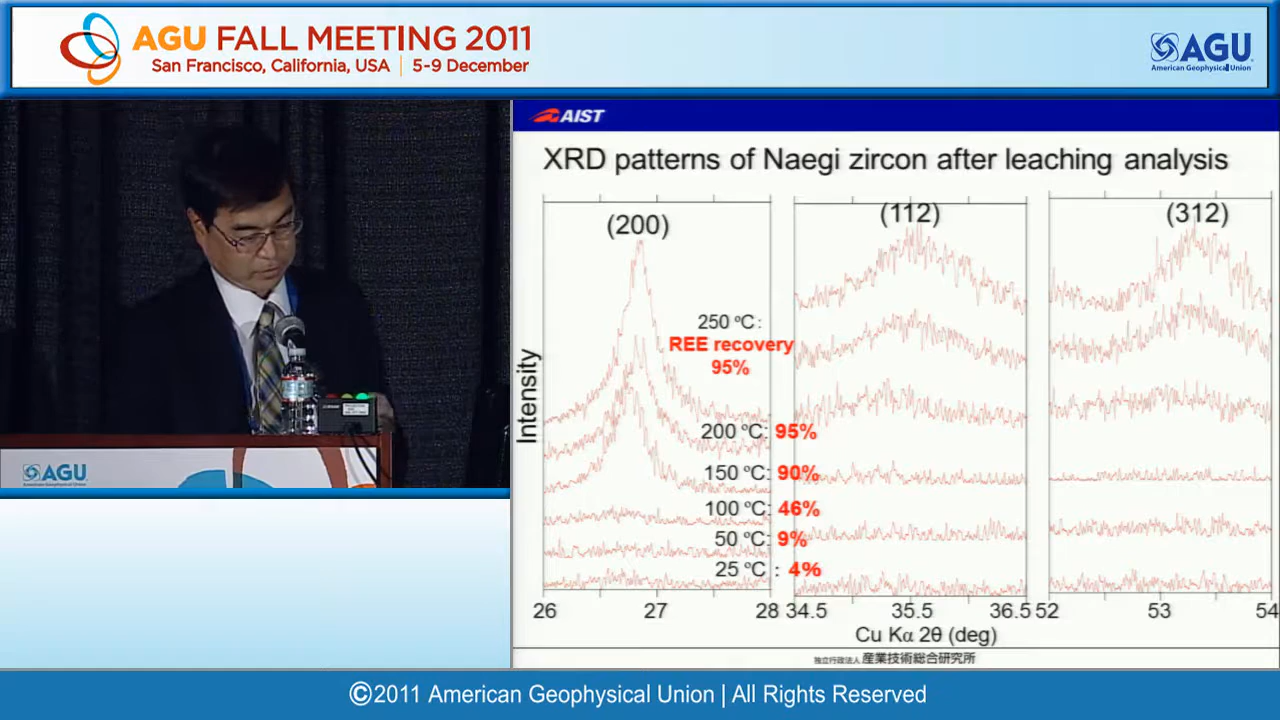 AGU FALL MEETING 2011
San Francisco, California, USA | 5-9 December
AGU
American Geophysical Union
AIST
XRD patterns of Naegi zircon after leaching analysis
(200)
(112)
(312)
250 ºC:
REE recovery
95%
200 ºC: 95%
150 ºC: 90%
100 ºC: 46%
50 ºC: 9%
25 ºC : 4%
Intensity
26 27 28
34.5 35.5 36.5
52 53 54
Cu Kα 2θ (deg)
独立行政法人 産業技術総合研究所
AGU
©2011 American Geophysical Union | All Rights Reserved